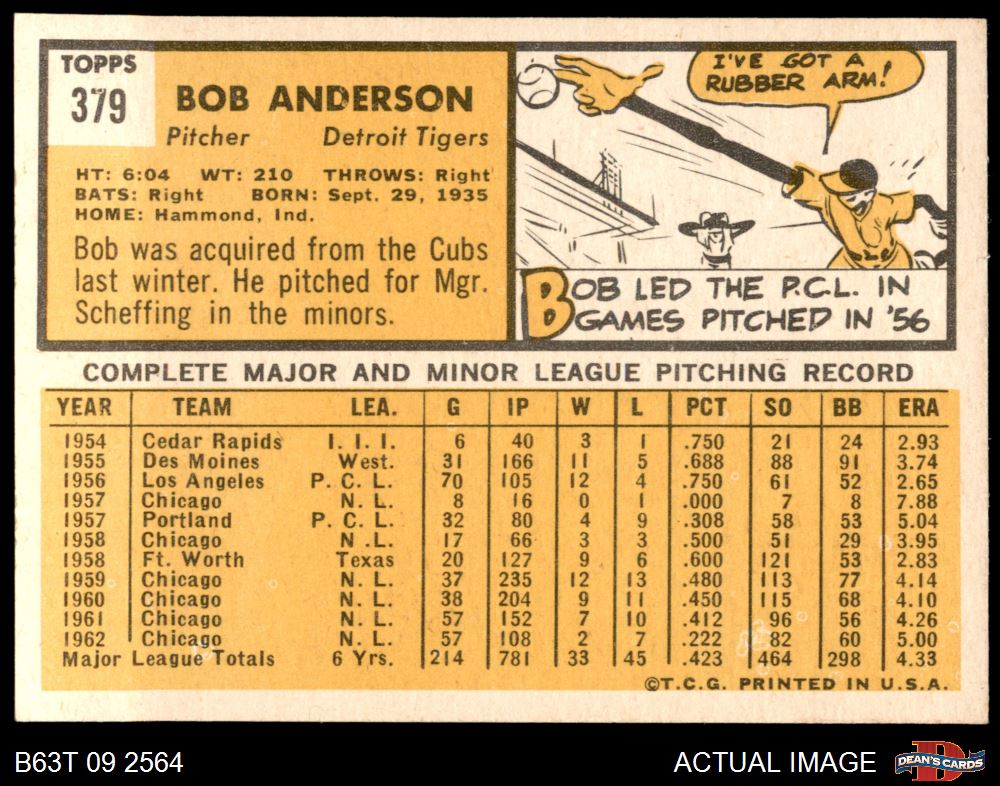 TOPPS
379
BOB ANDERSON
Pitcher Detroit Tigers
HT: 6:04 WT: 210 THROWS: Right
BATS: Right BORN: Sept. 29, 1935
HOME: Hammond, Ind.
Bob was acquired from the Cubs
last winter. He pitched for Mgr.
Scheffing in the minors.
I'VE GOT A
RUBBER ARM!
BOB LED THE P.C.L. IN
GAMES PITCHED IN '56
COMPLETE MAJOR AND MINOR LEAGUE PITCHING RECORD
YEAR TEAM LEA. G IP W L PCT SO BB ERA
1954 Cedar Rapids I. I. I. 6 40 3 1 .750 21 24 2.93
1955 Des Moines West. 31 166 11 5 .688 88 91 3.74
1956 Los Angeles P. C. L. 70 105 12 4 .750 61 52 2.65
1957 Chicago N. L. 8 16 0 1 .000 7 8 7.88
1957 Portland P. C. L. 32 80 4 9 .308 58 53 5.04
1958 Chicago N .L. 17 66 3 3 .500 51 29 3.95
1958 Ft. Worth Texas 20 127 9 6 .600 121 53 2.83
1959 Chicago N. L. 37 235 12 13 .480 113 77 4.14
1960 Chicago N. L. 38 204 9 11 .450 115 68 4.10
1961 Chicago N. L. 57 152 7 10 .412 96 56 4.26
1962 Chicago N. L. 57 108 2 7 .222 82 60 5.00
Major League Totals 6 Yrs. 214 781 33 45 .423 464 298 4.33
©T.C.G. PRINTED IN U.S.A.
B63T 09 2564
ACTUAL IMAGE
D
DEAN'S CARDS